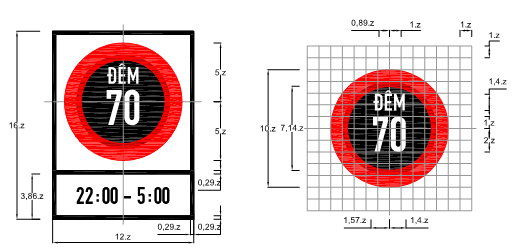 ĐÊM
70
22:00 - 5:00
16.z
3,86.z
12.z
5,z
5,z
0,29.z
0,29.z
0,29.z
0,89.z
1.z
1.z
1.z
1,4.z
1,z
2,z
10.z
7,14.z
ĐÊM
70
1,57.z
1,4.z